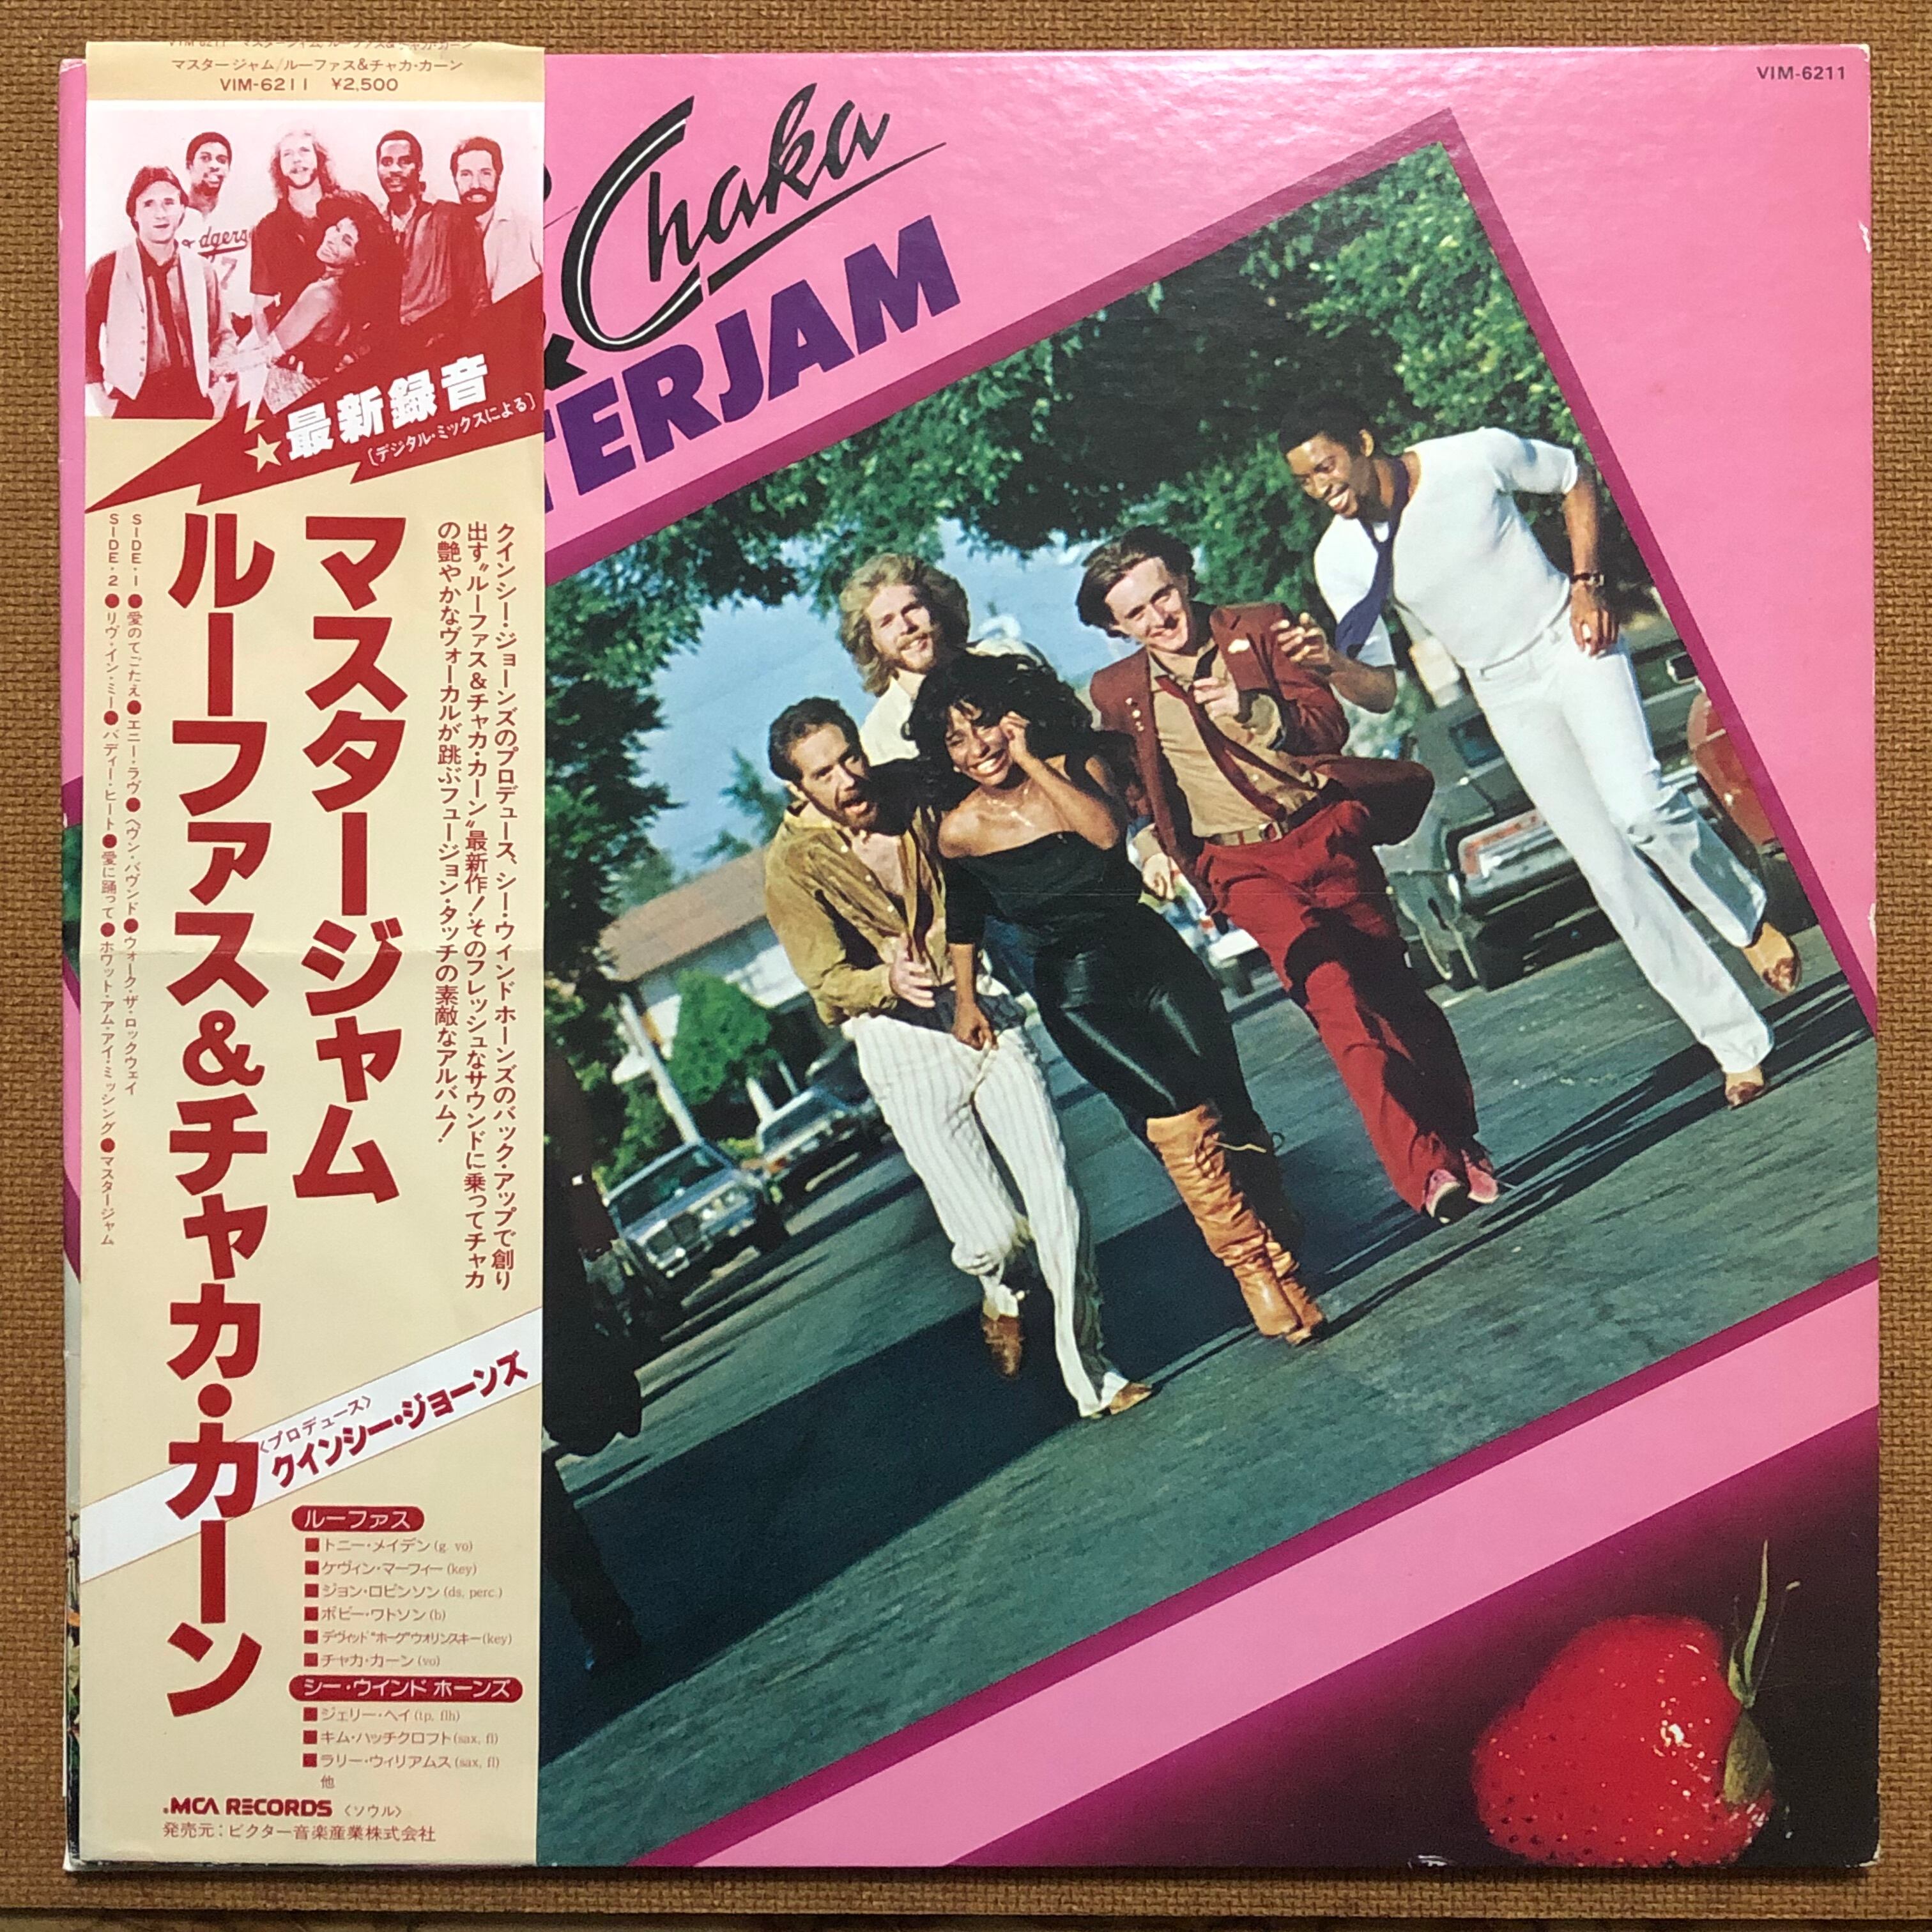 VIM-6211 マスタージャム/ルーファス&チャカ・カーン
マスタージャム/ルーファス&チャカ・カーン
VIM-6211 ¥2,500
VIM-6211
dgers
7
Chaka
&
TERJAM
★最新録音
〔デジタル・ミックスによる〕
クインシー・ジョーンズのプロデュース、シー・ウィンドホーンズのバック・アップで創り
出す〝ルーファス&チャカ・カーン〟最新作!そのフレッシュなサウンドに乗ってチャカ
の艶やかなヴォーカルが跳ぶフュージョン・タッチの素敵なアルバム!
マスタージャム
ルーファス&チャカ・カーン
SIDE・1●愛のてごたえ●エニー・ラヴ●ヘヴン・バウンド●ウォーク・ザ・ロックウェイ
SIDE・2●リヴ・イン・ミー●バディー・ヒート●愛に踊って●ホワット・アム・アイ・ミッシング●マスタージャム
〈プロデュース〉
クインシー・ジョーンズ
ルーファス
■トニー・メイデン(g. vo)
■ケヴィン・マーフィー(key)
■ジョン・ロビンソン(ds, perc.)
■ボビー・ワトソン(b)
■デヴィッド"ホーク"ウォリンスキー(key)
■チャカ・カーン(vo)
シー・ウインド ホーンズ
■ジェリー・ヘイ(tp, flh)
■キム・ハッチクロフト(sax, fl)
■ラリー・ウィリアムス(sax, fl)
他
MCA RECORDS 〈ソウル〉
発売元:ビクター音楽産業株式会社